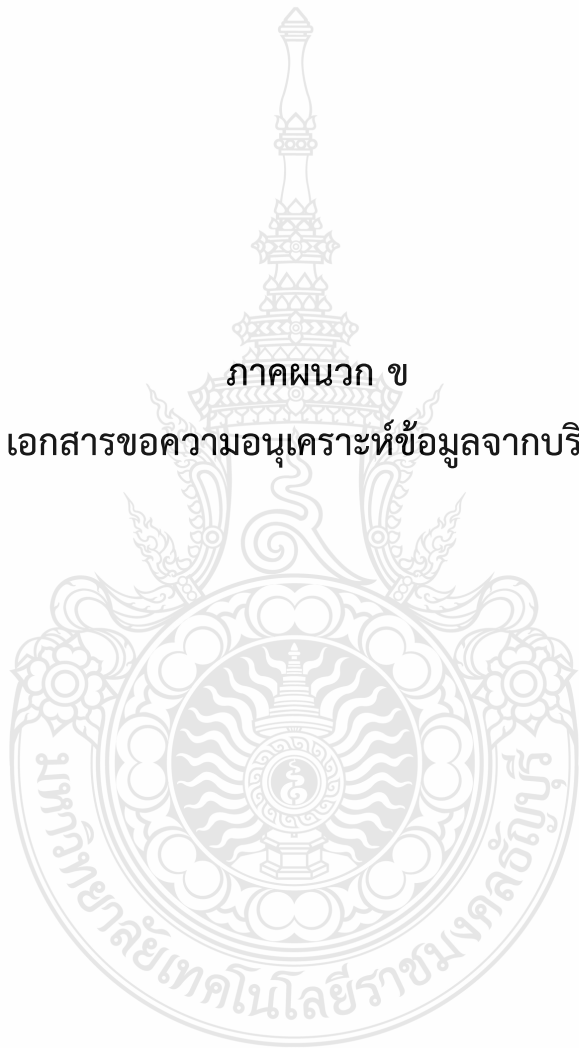 ภาคผนวก ข
เอกสารขอความอนุเคราะห์ข้อมูลจากบริ
มหาวิทยาลัยเทคโนโลยีราชมงคลธัญบุรี